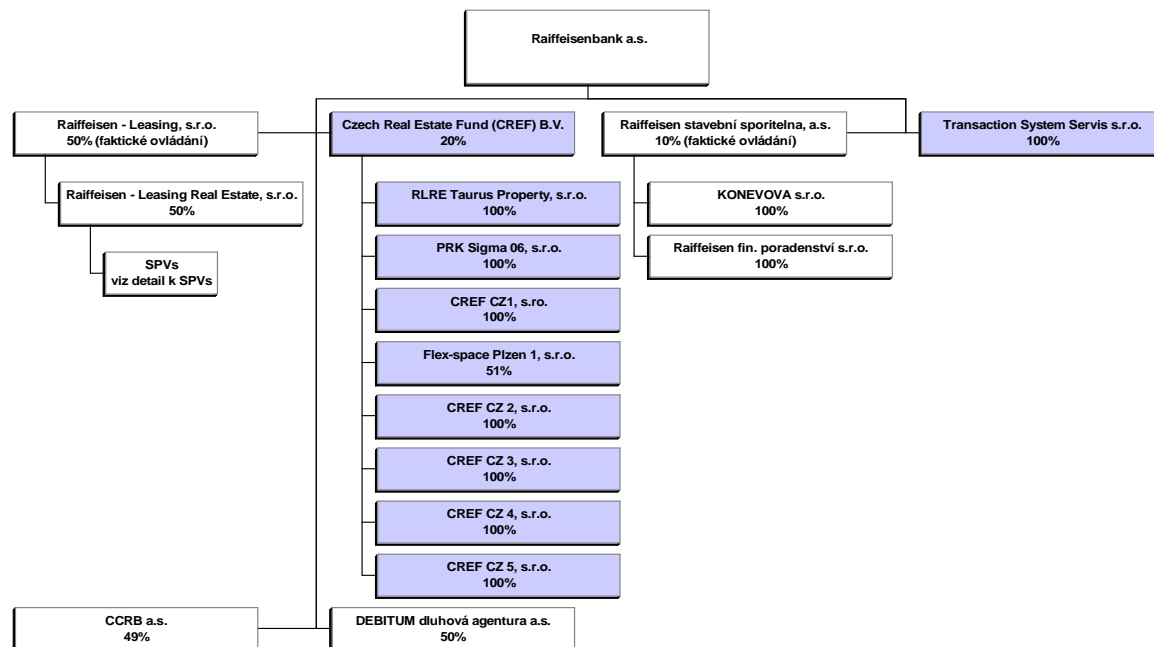 Raiffeisenbank a.s.
Raiffeisen - Leasing, s.r.o.
50% (faktické ovládání)
Czech Real Estate Fund (CREF) B.V.
20%
Raiffeisen stavební sporitelna, a.s.
10% (faktické ovládání)
Transaction System Servis s.r.o.
100%
Raiffeisen - Leasing Real Estate, s.r.o.
50%
SPVs
viz detail k SPVs
RLRE Taurus Property, s.r.o.
100%
PRK Sigma 06, s.r.o.
100%
CREF CZ1, s.ro.
100%
Flex-space Plzen 1, s.r.o.
51%
CREF CZ 2, s.r.o.
100%
CREF CZ 3, s.r.o.
100%
CREF CZ 4, s.r.o.
100%
CREF CZ 5, s.r.o.
100%
KONEVOVA s.r.o.
100%
Raiffeisen fin. poradenství s.r.o.
100%
CCRB a.s.
49%
DEBITUM dluhová agentura a.s.
50%